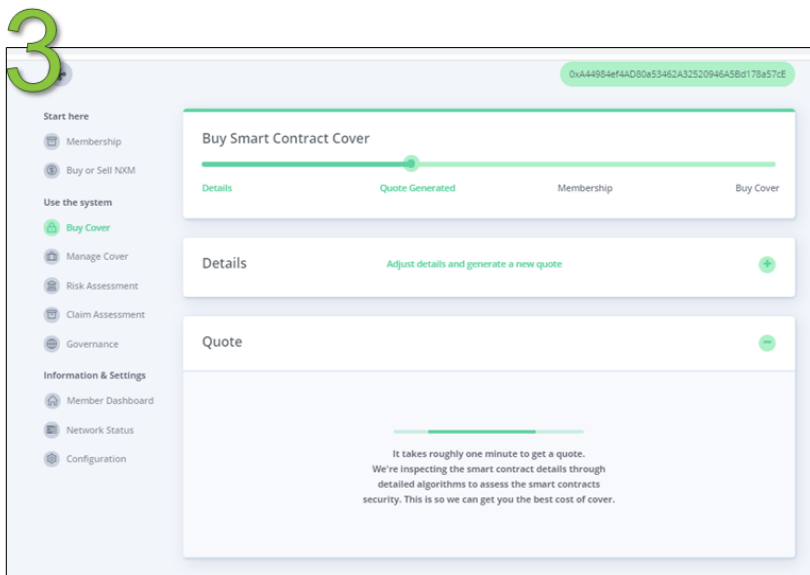 3
0xA44984ef4AD80a53462A32520946A5Bd178a57cE
Start here
Membership
Buy or Sell NXM
Use the system
Buy Cover
Manage Cover
Risk Assessment
Claim Assessment
Governance
Information & Settings
Member Dashboard
Network Status
Configuration
Buy Smart Contract Cover
Details
Quote Generated
Membership
Buy Cover
Details
Adjust details and generate a new quote
Quote
It takes roughly one minute to get a quote.
We're inspecting the smart contract details through
detailed algorithms to assess the smart contracts
security. This is so we can get you the best cost of cover.